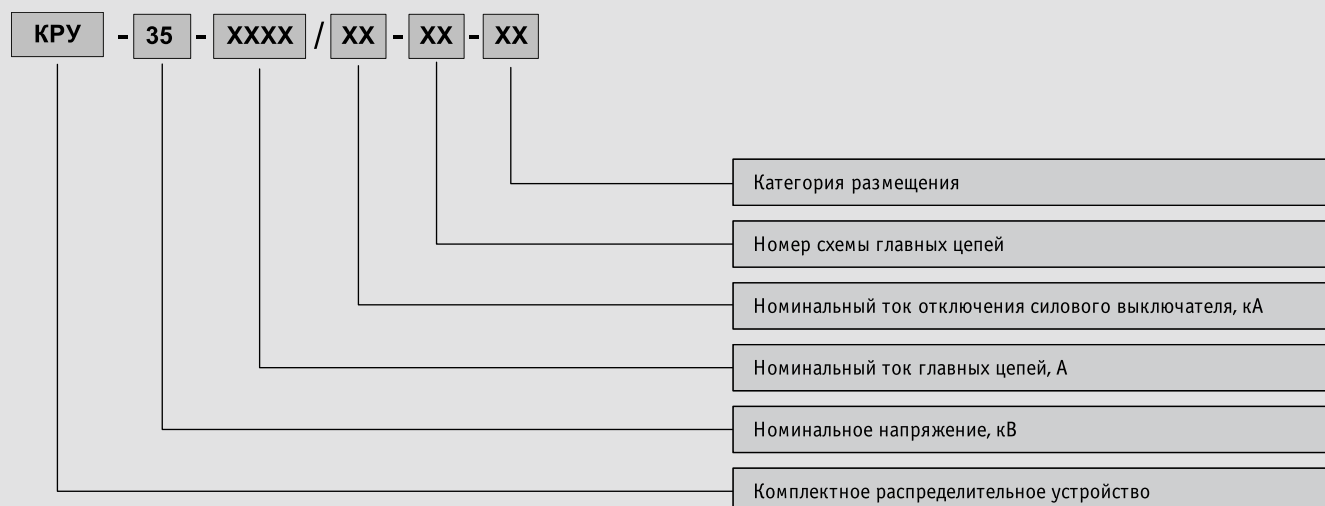 КРУ - 35 - XXXX / XX - XX - XX
Категория размещения
Номер схемы главных цепей
Номинальный ток отключения силового выключателя, кА
Номинальный ток главных цепей, А
Номинальное напряжение, кВ
Комплектное распределительное устройство